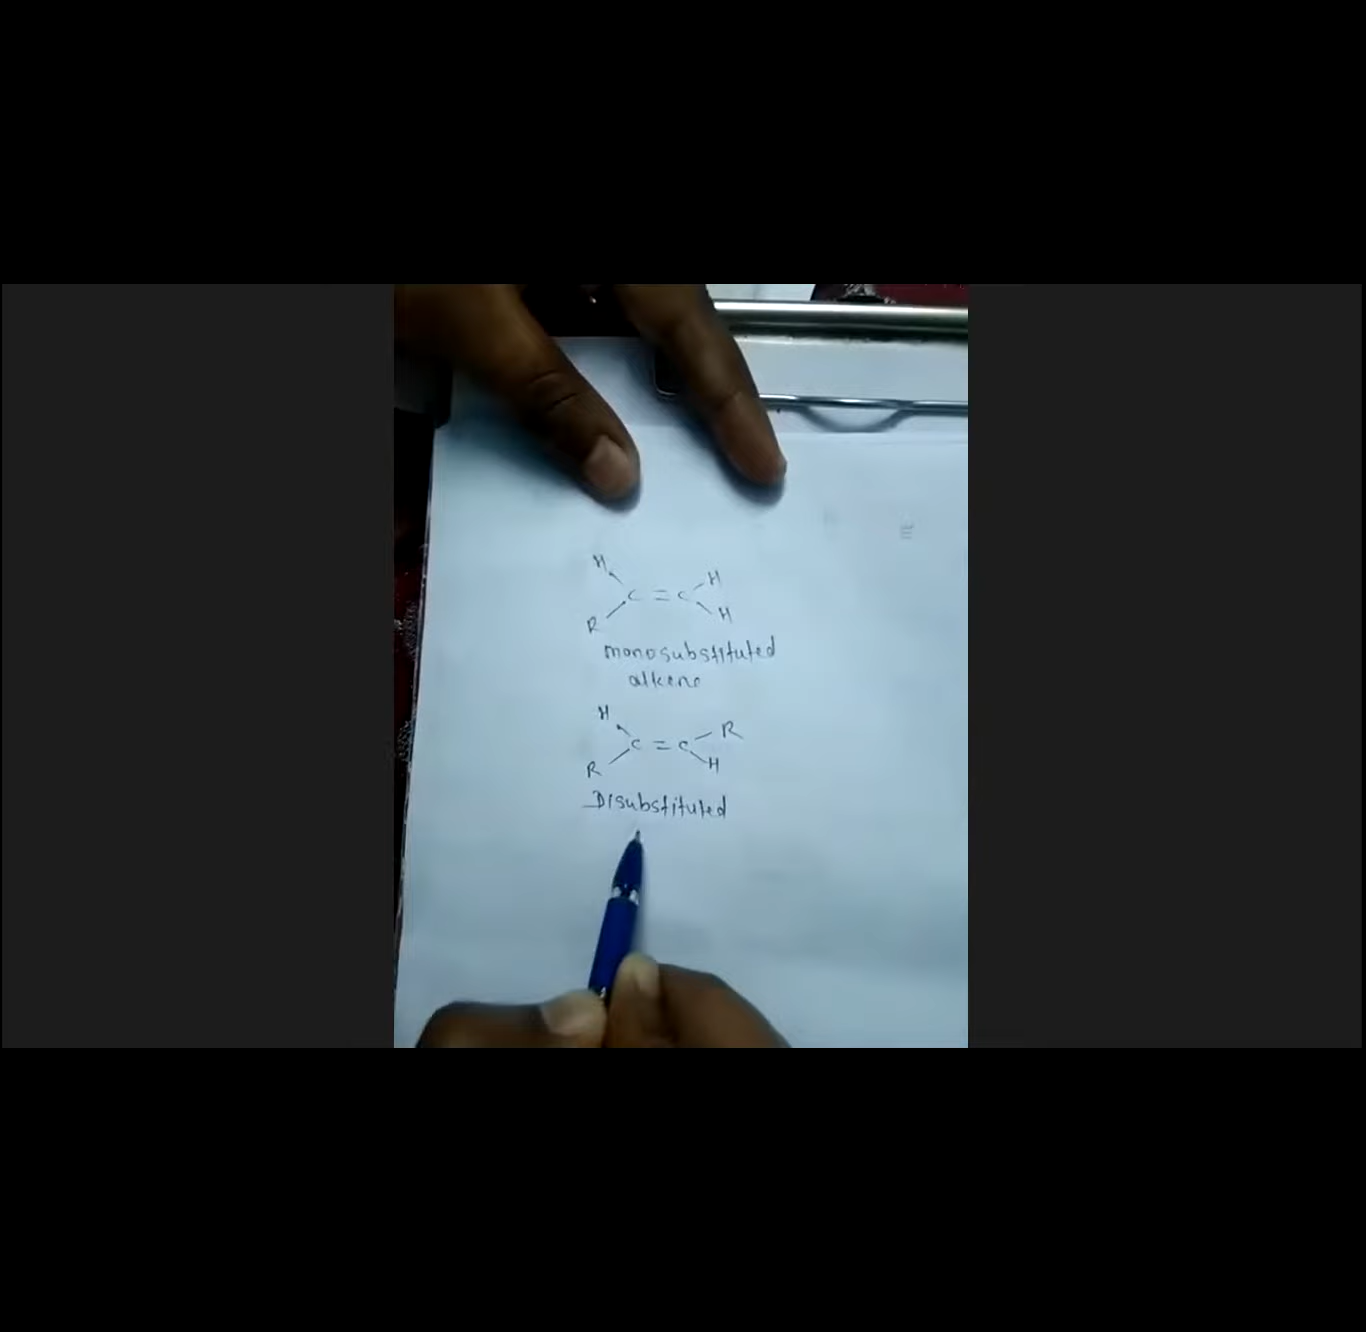 H H
C = C
R H
monosubstituted
alkene
H R
C = C
R H
Disubstituted